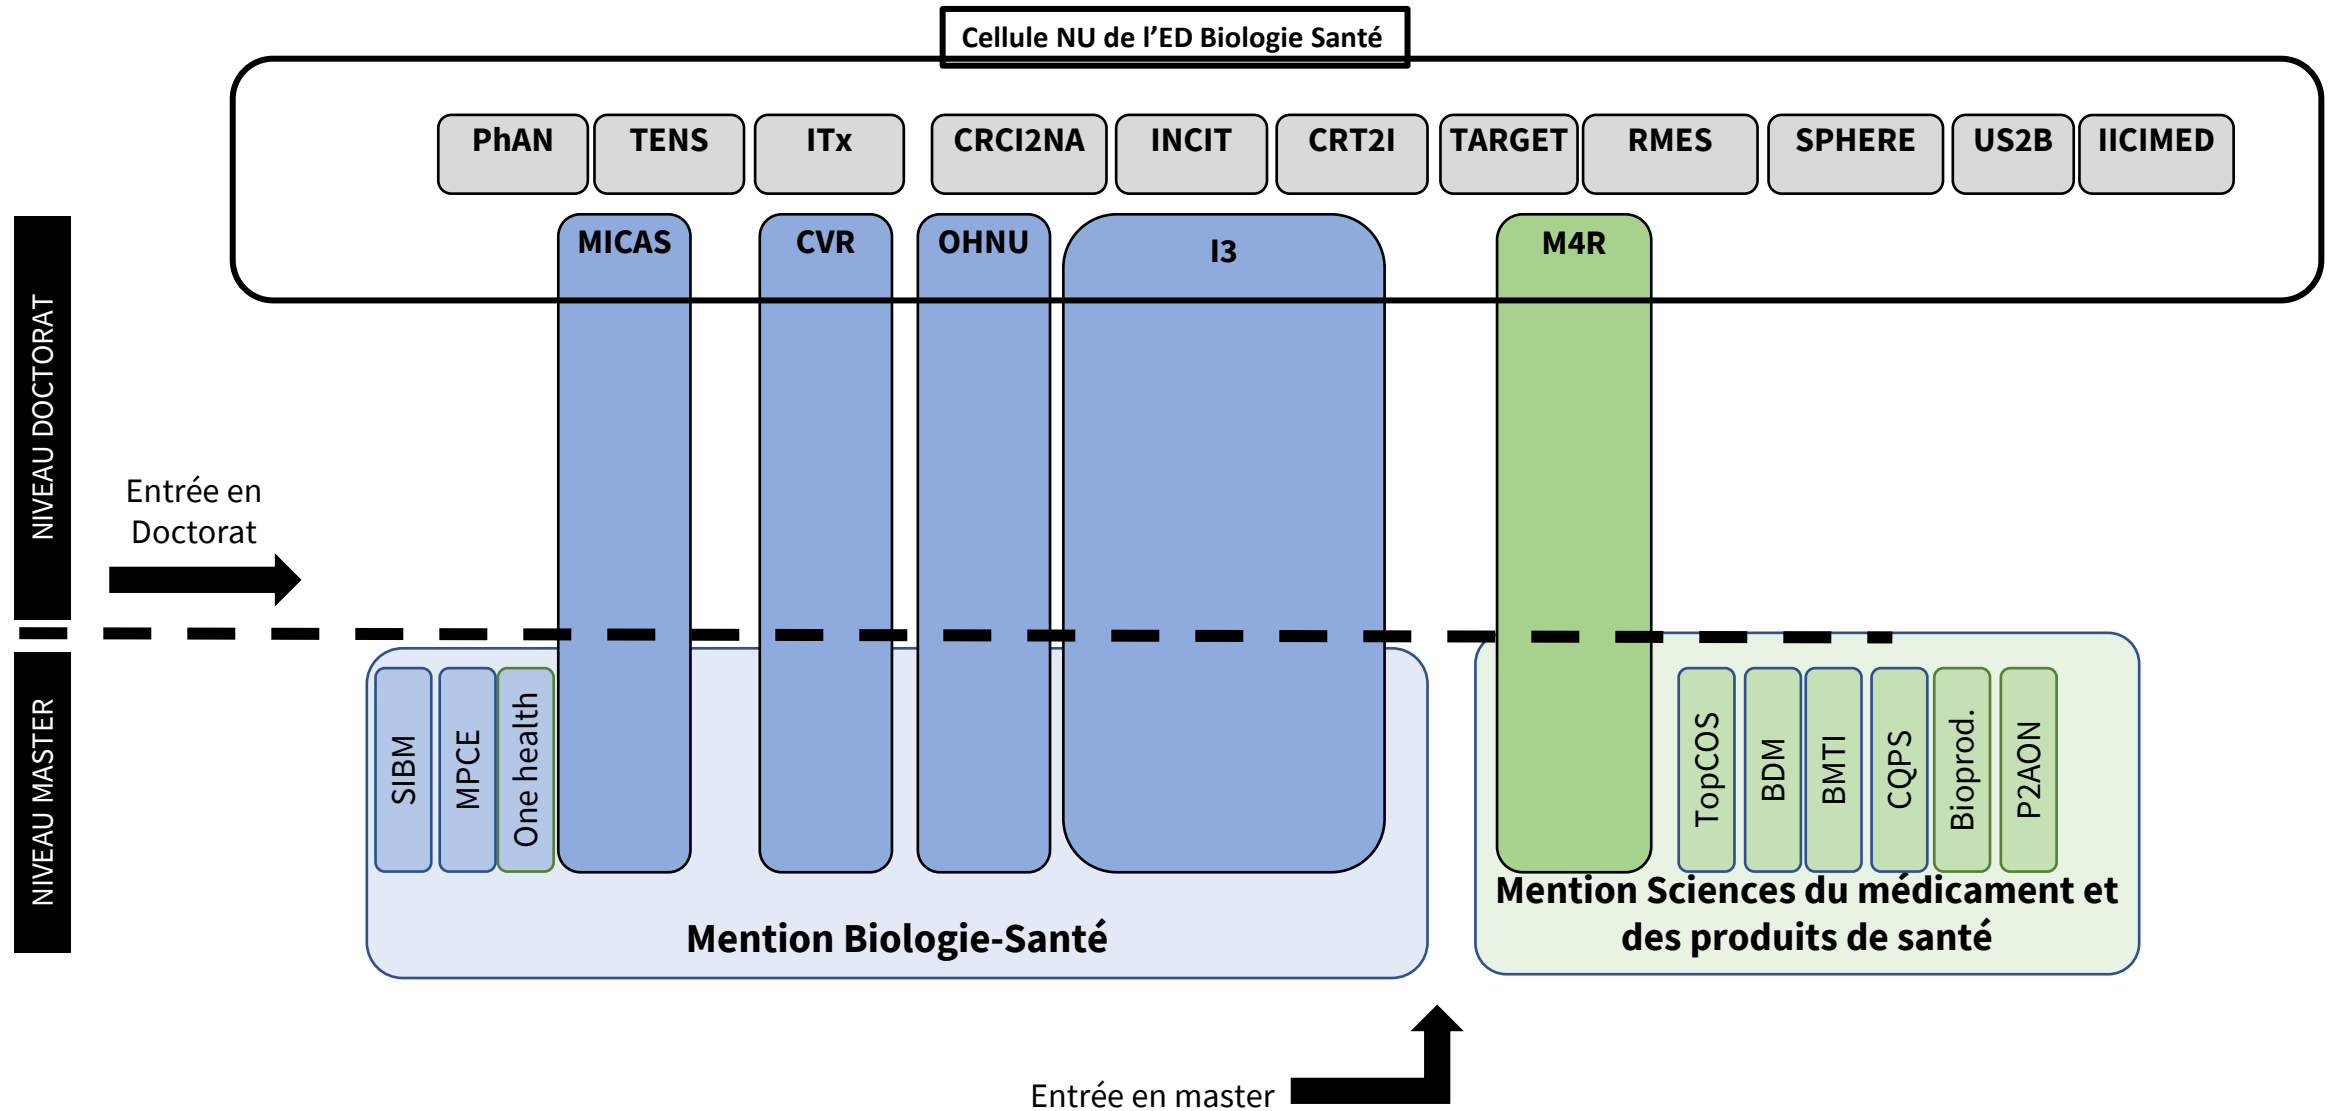 Cellule NU de l'ED Biologie Santé
PhAN
TENS
ITx
CRCI2NA
INCIT
CRT2I
TARGET
RMES
SPHERE
US2B
IICIMED
MICAS
CVR
OHNU
I3
M4R
NIVEAU DOCTORAT
Entrée en
Doctorat
NIVEAU MASTER
SIBM
MPCE
One health
TopCOS
BDM
BMTI
CQPS
Bioprod.
P2AON
Mention Biologie-Santé
Mention Sciences du médicament et
des produits de santé
Entrée en master